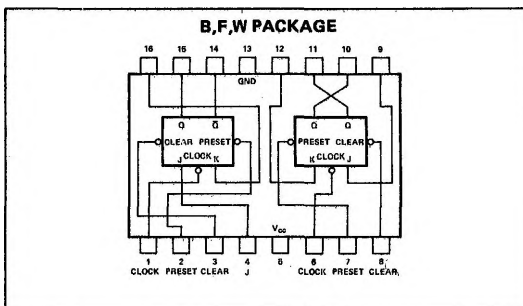 B,F,W PACKAGE
16 15 14 13 12 11 10 9
GND
Q Q̅ Q̅ Q
CLEAR PRESET PRESET CLEAR
CLOCK CLOCK
J K K J
V_CC
1 2 3 4 5 6 7 8
CLOCK PRESET CLEAR J CLOCK PRESET CLEAR